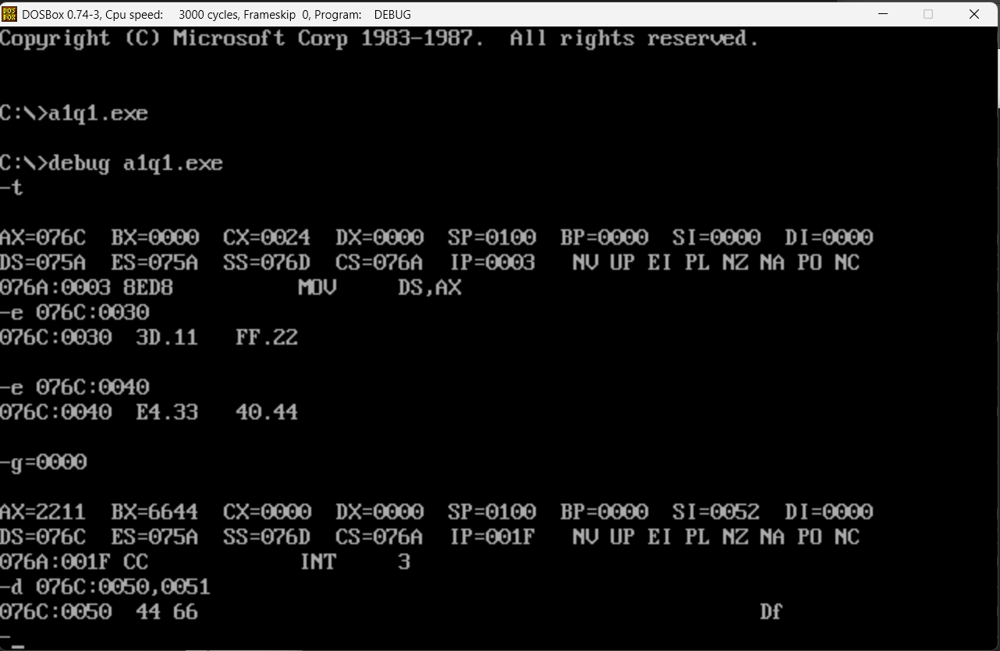 DOSBox 0.74-3, Cpu speed: 3000 cycles, Frameskip 0, Program: DEBUG
Copyright (C) Microsoft Corp 1983-1987. All rights reserved.
C:\>a1q1.exe
C:\>debug a1q1.exe
-t
AX=076C BX=0000 CX=0024 DX=0000 SP=0100 BP=0000 SI=0000 DI=0000
DS=075A ES=075A SS=076D CS=076A IP=0003 NV UP EI PL NZ NA PO NC
076A:0003 8ED8 MOV DS,AX
-e 076C:0030
076C:0030 3D.11 FF.22
-e 076C:0040
076C:0040 E4.33 40.44
-g=0000
AX=2211 BX=6644 CX=0000 DX=0000 SP=0100 BP=0000 SI=0052 DI=0000
DS=076C ES=075A SS=076D CS=076A IP=001F NV UP EI PL NZ NA PO NC
076A:001F CC INT 3
-d 076C:0050,0051
076C:0050 44 66 Df
-_